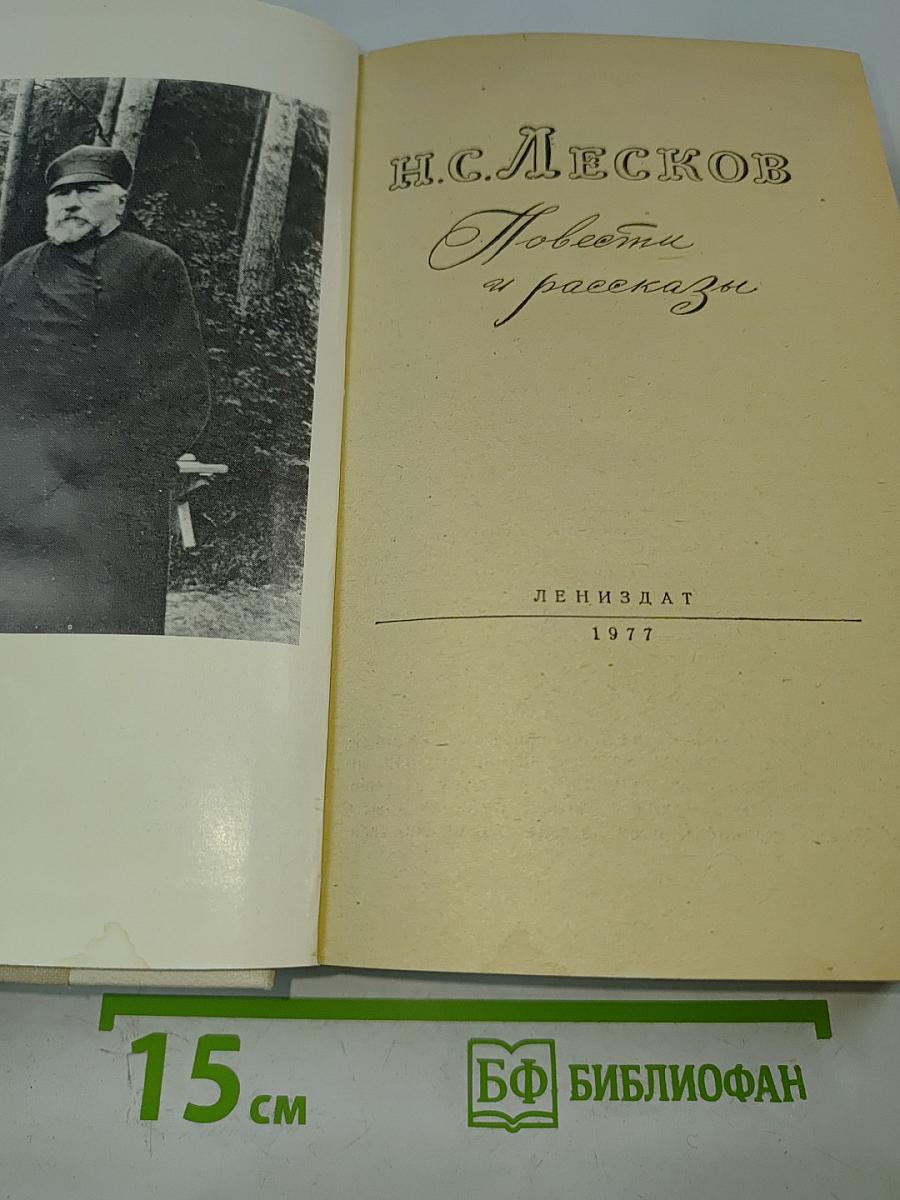 Н.С.ЛЕСКОВ
Повести
и рассказы
ЛЕНИЗДАТ
1977
15 см
БФ БИБЛИОФАН